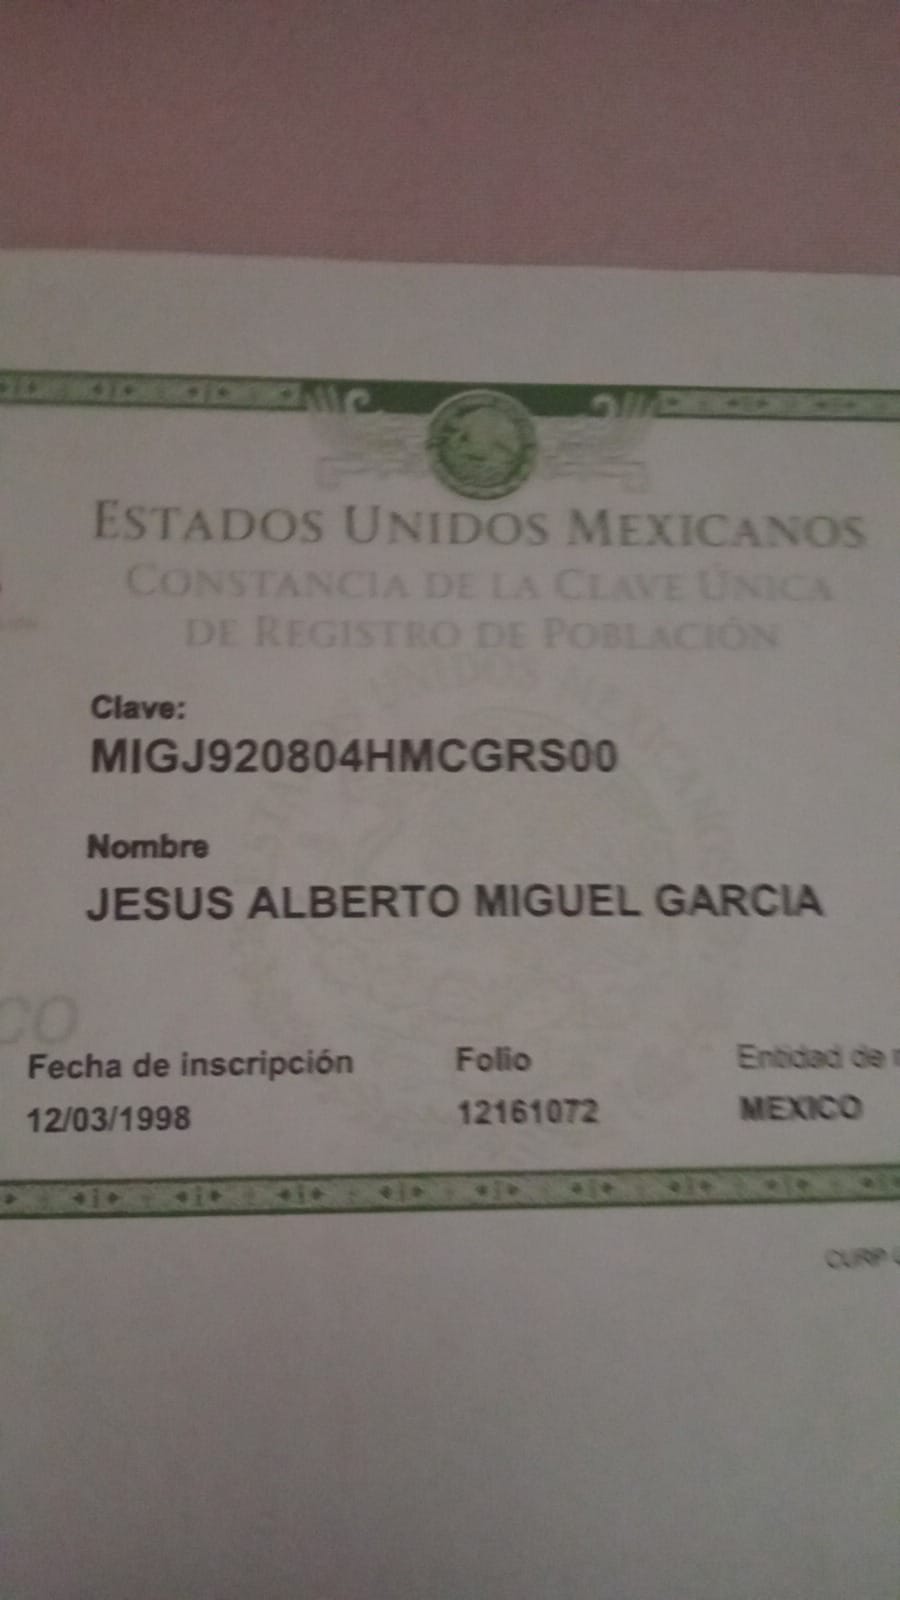 ESTADOS UNIDOS MEXICANOS
CONSTANCIA DE LA CLAVE ÚNICA
DE REGISTRO DE POBLACIÓN
Clave:
MIGJ920804HMCGRS00
Nombre
JESUS ALBERTO MIGUEL GARCIA
CO
Fecha de inscripción Folio Entidad de
12/03/1998 12161072 MEXICO
CURP